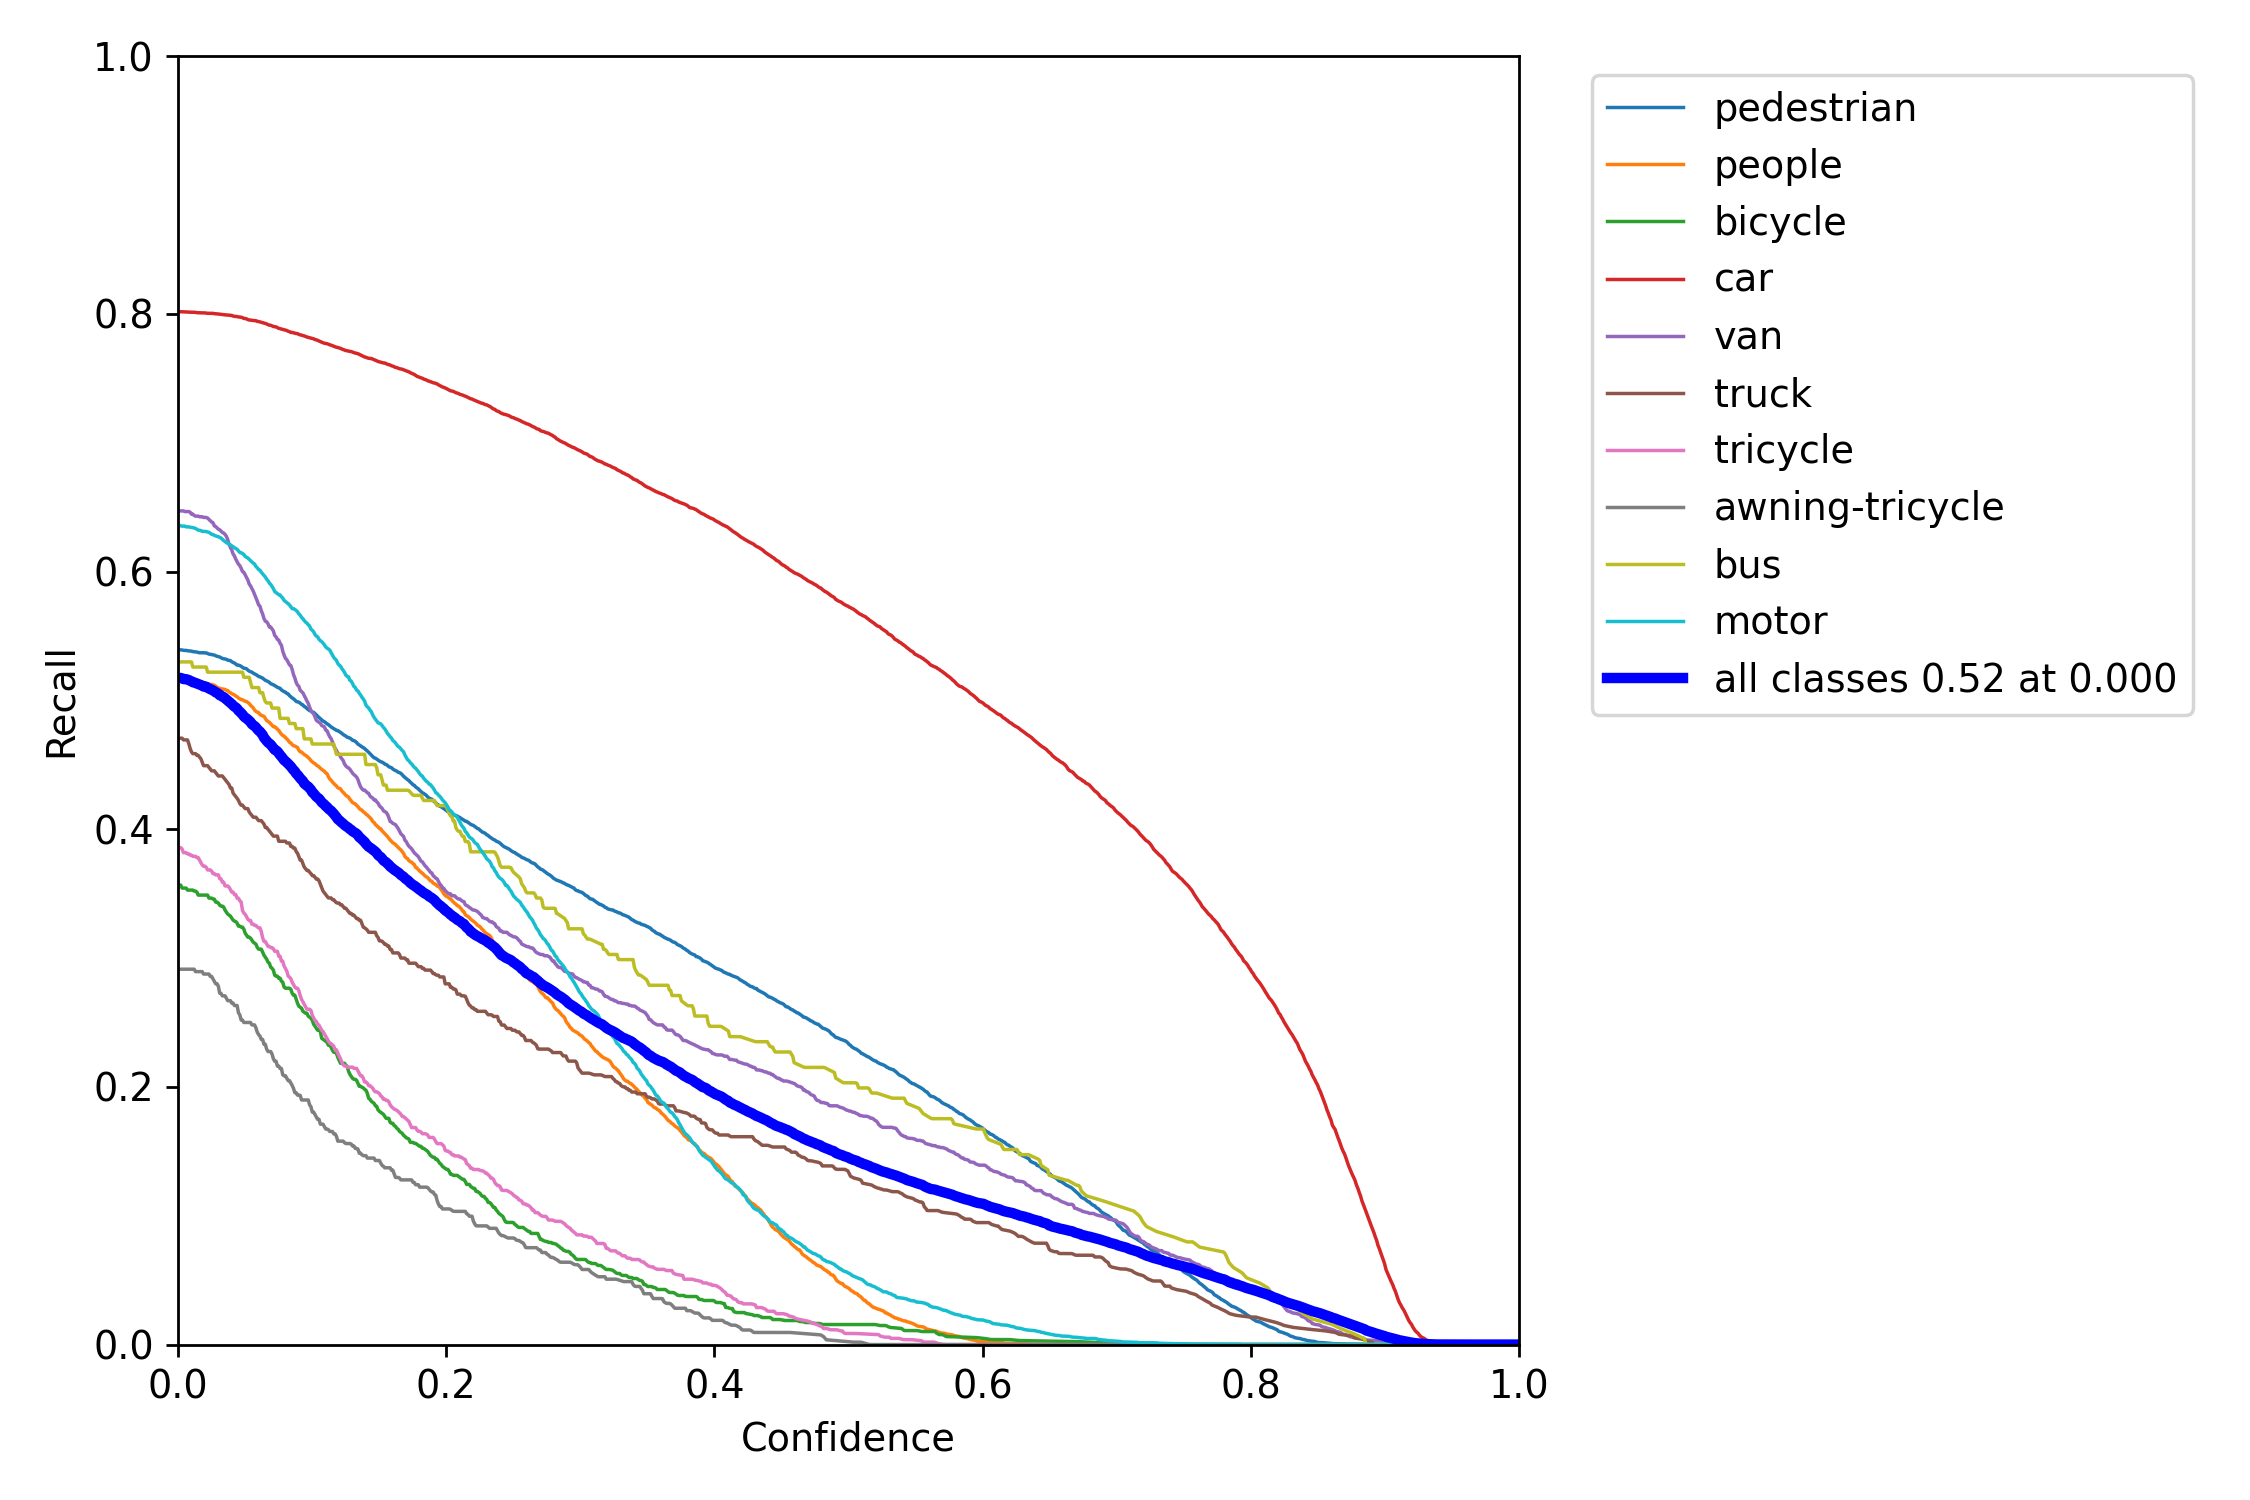 1.0
0.8
0.6
0.4
0.2
0.0
Recall
0.0 0.2 0.4 0.6 0.8 1.0
Confidence
pedestrian
people
bicycle
car
van
truck
tricycle
awning-tricycle
bus
motor
all classes 0.52 at 0.000